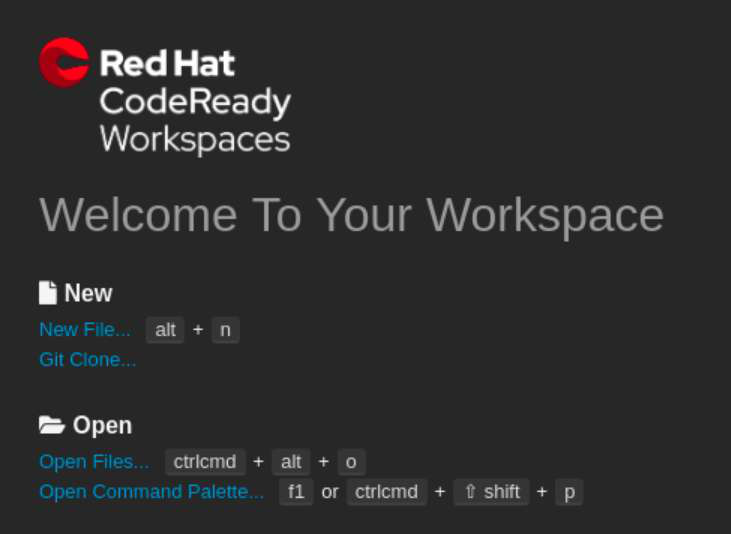 Red Hat
CodeReady
Workspaces
Welcome To Your Workspace
New
New File... alt + n
Git Clone...
Open
Open Files... ctrlcmd + alt + o
Open Command Palette... f1 or ctrlcmd + ⇧ shift + p